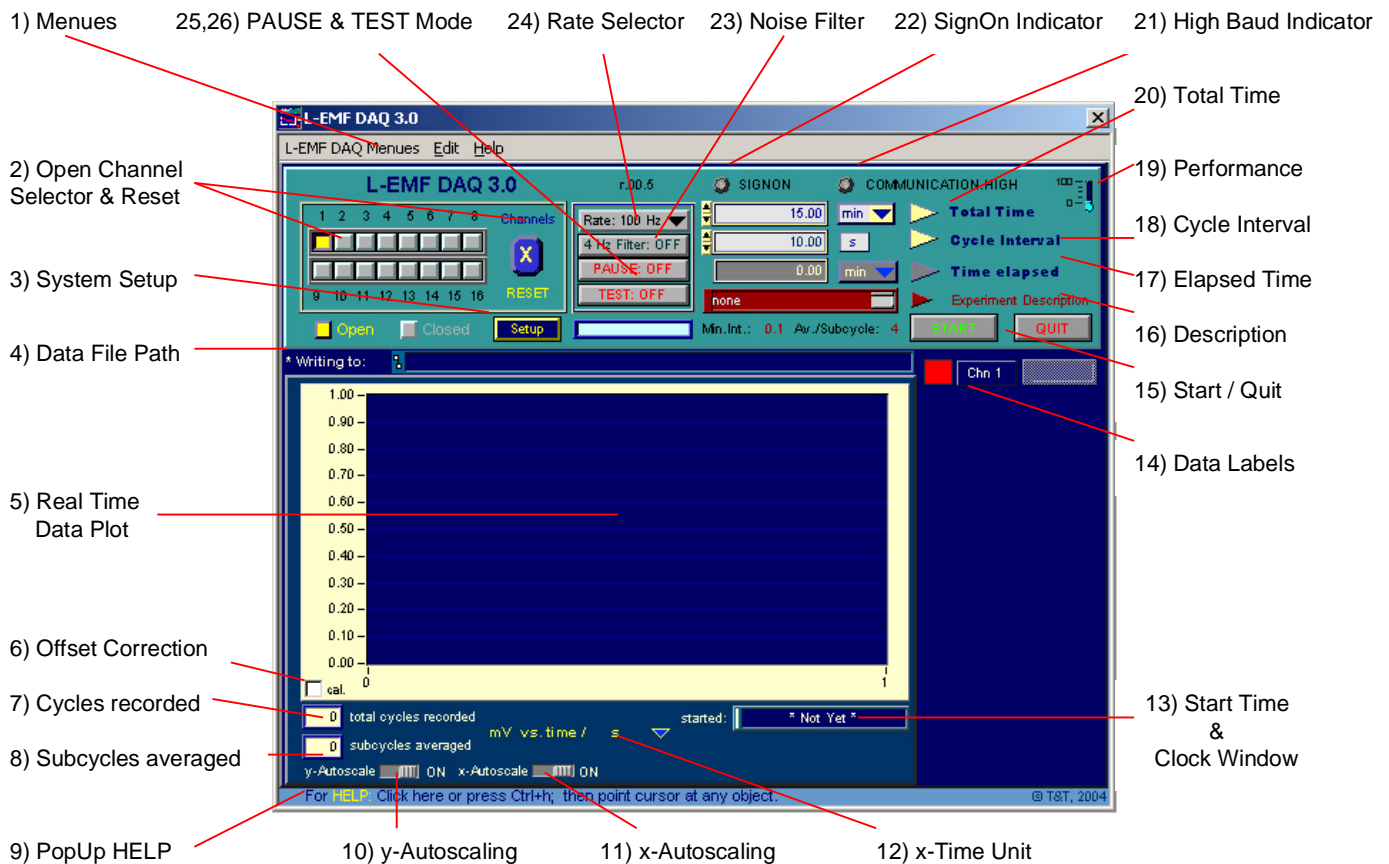 1) Menues
25,26) PAUSE & TEST Mode
24) Rate Selector
23) Noise Filter
22) SignOn Indicator
21) High Baud Indicator
20) Total Time
19) Performance
18) Cycle Interval
17) Elapsed Time
16) Description
15) Start / Quit
14) Data Labels
13) Start Time
&
Clock Window
2) Open Channel
Selector & Reset
3) System Setup
4) Data File Path
5) Real Time
Data Plot
6) Offset Correction
7) Cycles recorded
8) Subcycles averaged
9) PopUp HELP
10) y-Autoscaling
11) x-Autoscaling
12) x-Time Unit
L-EMF DAQ 3.0
L-EMF DAQ Menues Edit Help
L-EMF DAQ 3.0
r.00.5
SIGNON
COMMUNICATION:HIGH
100
0
1 2 3 4 5 6 7 8
Channels
X
RESET
9 10 11 12 13 14 15 16
Open
Closed
Setup
Rate: 100 Hz
4 Hz Filter: OFF
PAUSE: OFF
TEST: OFF
15.00 min Total Time
10.00 s Cycle Interval
0.00 min Time elapsed
none
Experiment Description
Min.Int.: 0.1 Av./Subcycle: 4
START
QUIT
* Writing to:
Chn 1
1.00
0.90
0.80
0.70
0.60
0.50
0.40
0.30
0.20
0.10
0.00
0
1
cal.
0 total cycles recorded
0 subcycles averaged
mV vs.time / s
started:
* Not Yet *
y-Autoscale ON x-Autoscale ON
For HELP: Click here or press Ctrl+h; then point cursor at any object.
© T&T, 2004